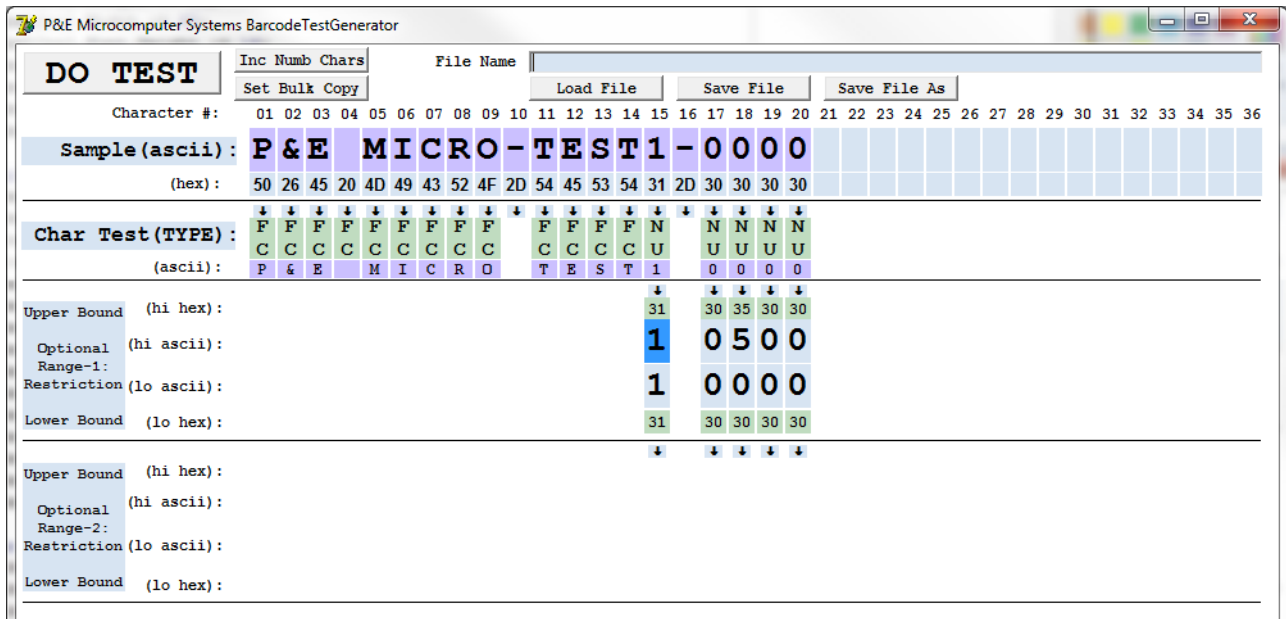 P&E Microcomputer Systems BarcodeTestGenerator
DO TEST
Inc Numb Chars
File Name
Set Bulk Copy
Load File
Save File
Save File As
Character #: 01 02 03 04 05 06 07 08 09 10 11 12 13 14 15 16 17 18 19 20 21 22 23 24 25 26 27 28 29 30 31 32 33 34 35 36
Sample(ascii): P&E MICRO-TEST1-0000
(hex): 50 26 45 20 4D 49 43 52 4F 2D 54 45 53 54 31 2D 30 30 30 30
Char Test(TYPE): F F F F F F F F F F F F F N N N N N
C C C C C C C C C C C C C U U U U U
(ascii): P & E M I C R O T E S T 1 0 0 0 0
Upper Bound (hi hex): 31 30 35 30 30
Optional (hi ascii): 1 0 5 0 0
Range-1:
Restriction (lo ascii): 1 0 0 0 0
Lower Bound (lo hex): 31 30 30 30 30
Upper Bound (hi hex):
Optional (hi ascii):
Range-2:
Restriction (lo ascii):
Lower Bound (lo hex):